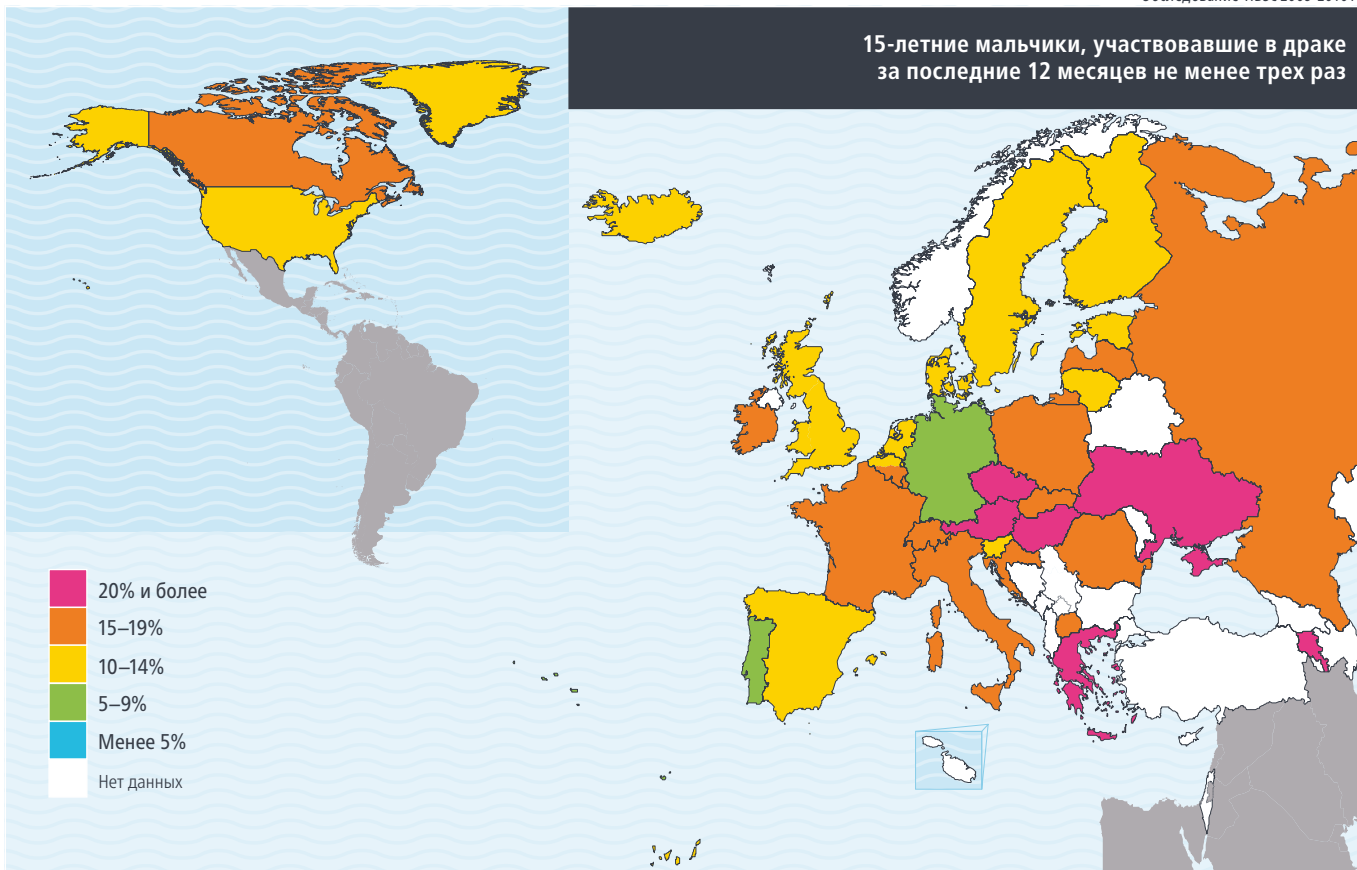 15-летние мальчики, участвовавшие в драке
за последние 12 месяцев не менее трех раз
20% и более
15–19%
10–14%
5–9%
Менее 5%
Нет данных